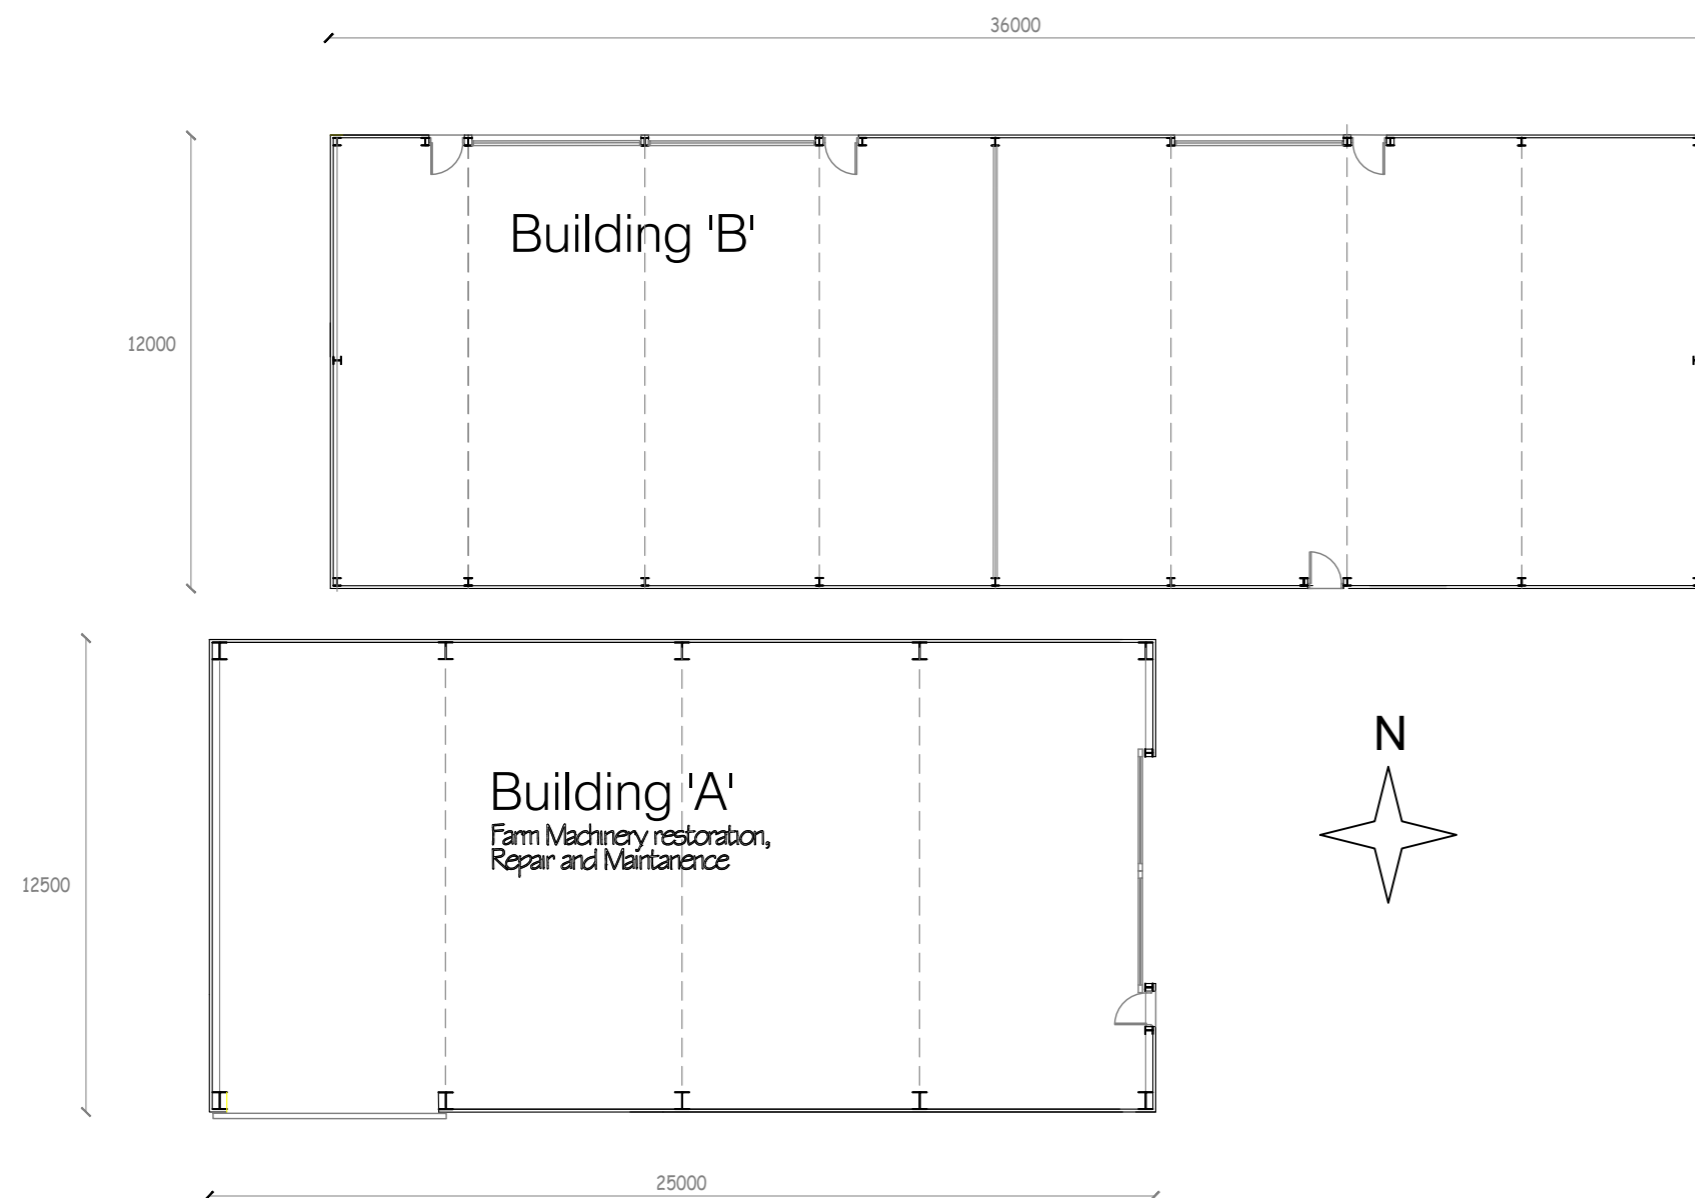 36000
Building 'B'
12000
N
Building 'A'
Farm Machinery restoration,
Repair and Maintanence
12500
25000